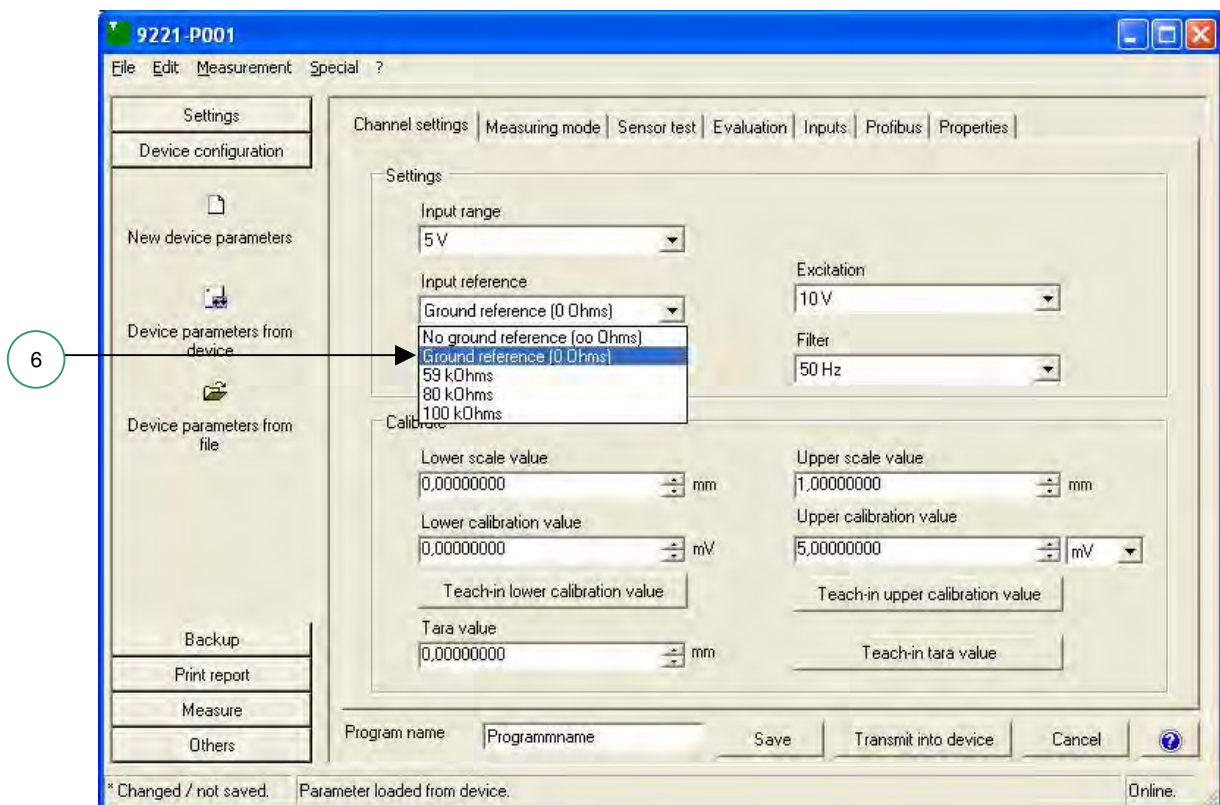 9221-P001
File Edit Measurement Special ?
Settings
Device configuration
New device parameters
Device parameters from
device
Device parameters from
file
Backup
Print report
Measure
Others
6
Channel settings Measuring mode Sensor test Evaluation Inputs Profibus Properties
Settings
Input range
5 V
Input reference
Ground reference (0 Ohms)
No ground reference (oo Ohms)
Ground reference (0 Ohms)
59 kOhms
80 kOhms
100 kOhms
Excitation
10 V
Filter
50 Hz
Calibrate
Lower scale value
0,00000000 mm
Upper scale value
1,00000000 mm
Lower calibration value
0,00000000 mV
Upper calibration value
5,00000000 mV
Teach-in lower calibration value
Teach-in upper calibration value
Tara value
0,00000000 mm
Teach-in tara value
Program name Programmname Save Transmit into device Cancel ?
* Changed / not saved. Parameter loaded from device. Online.